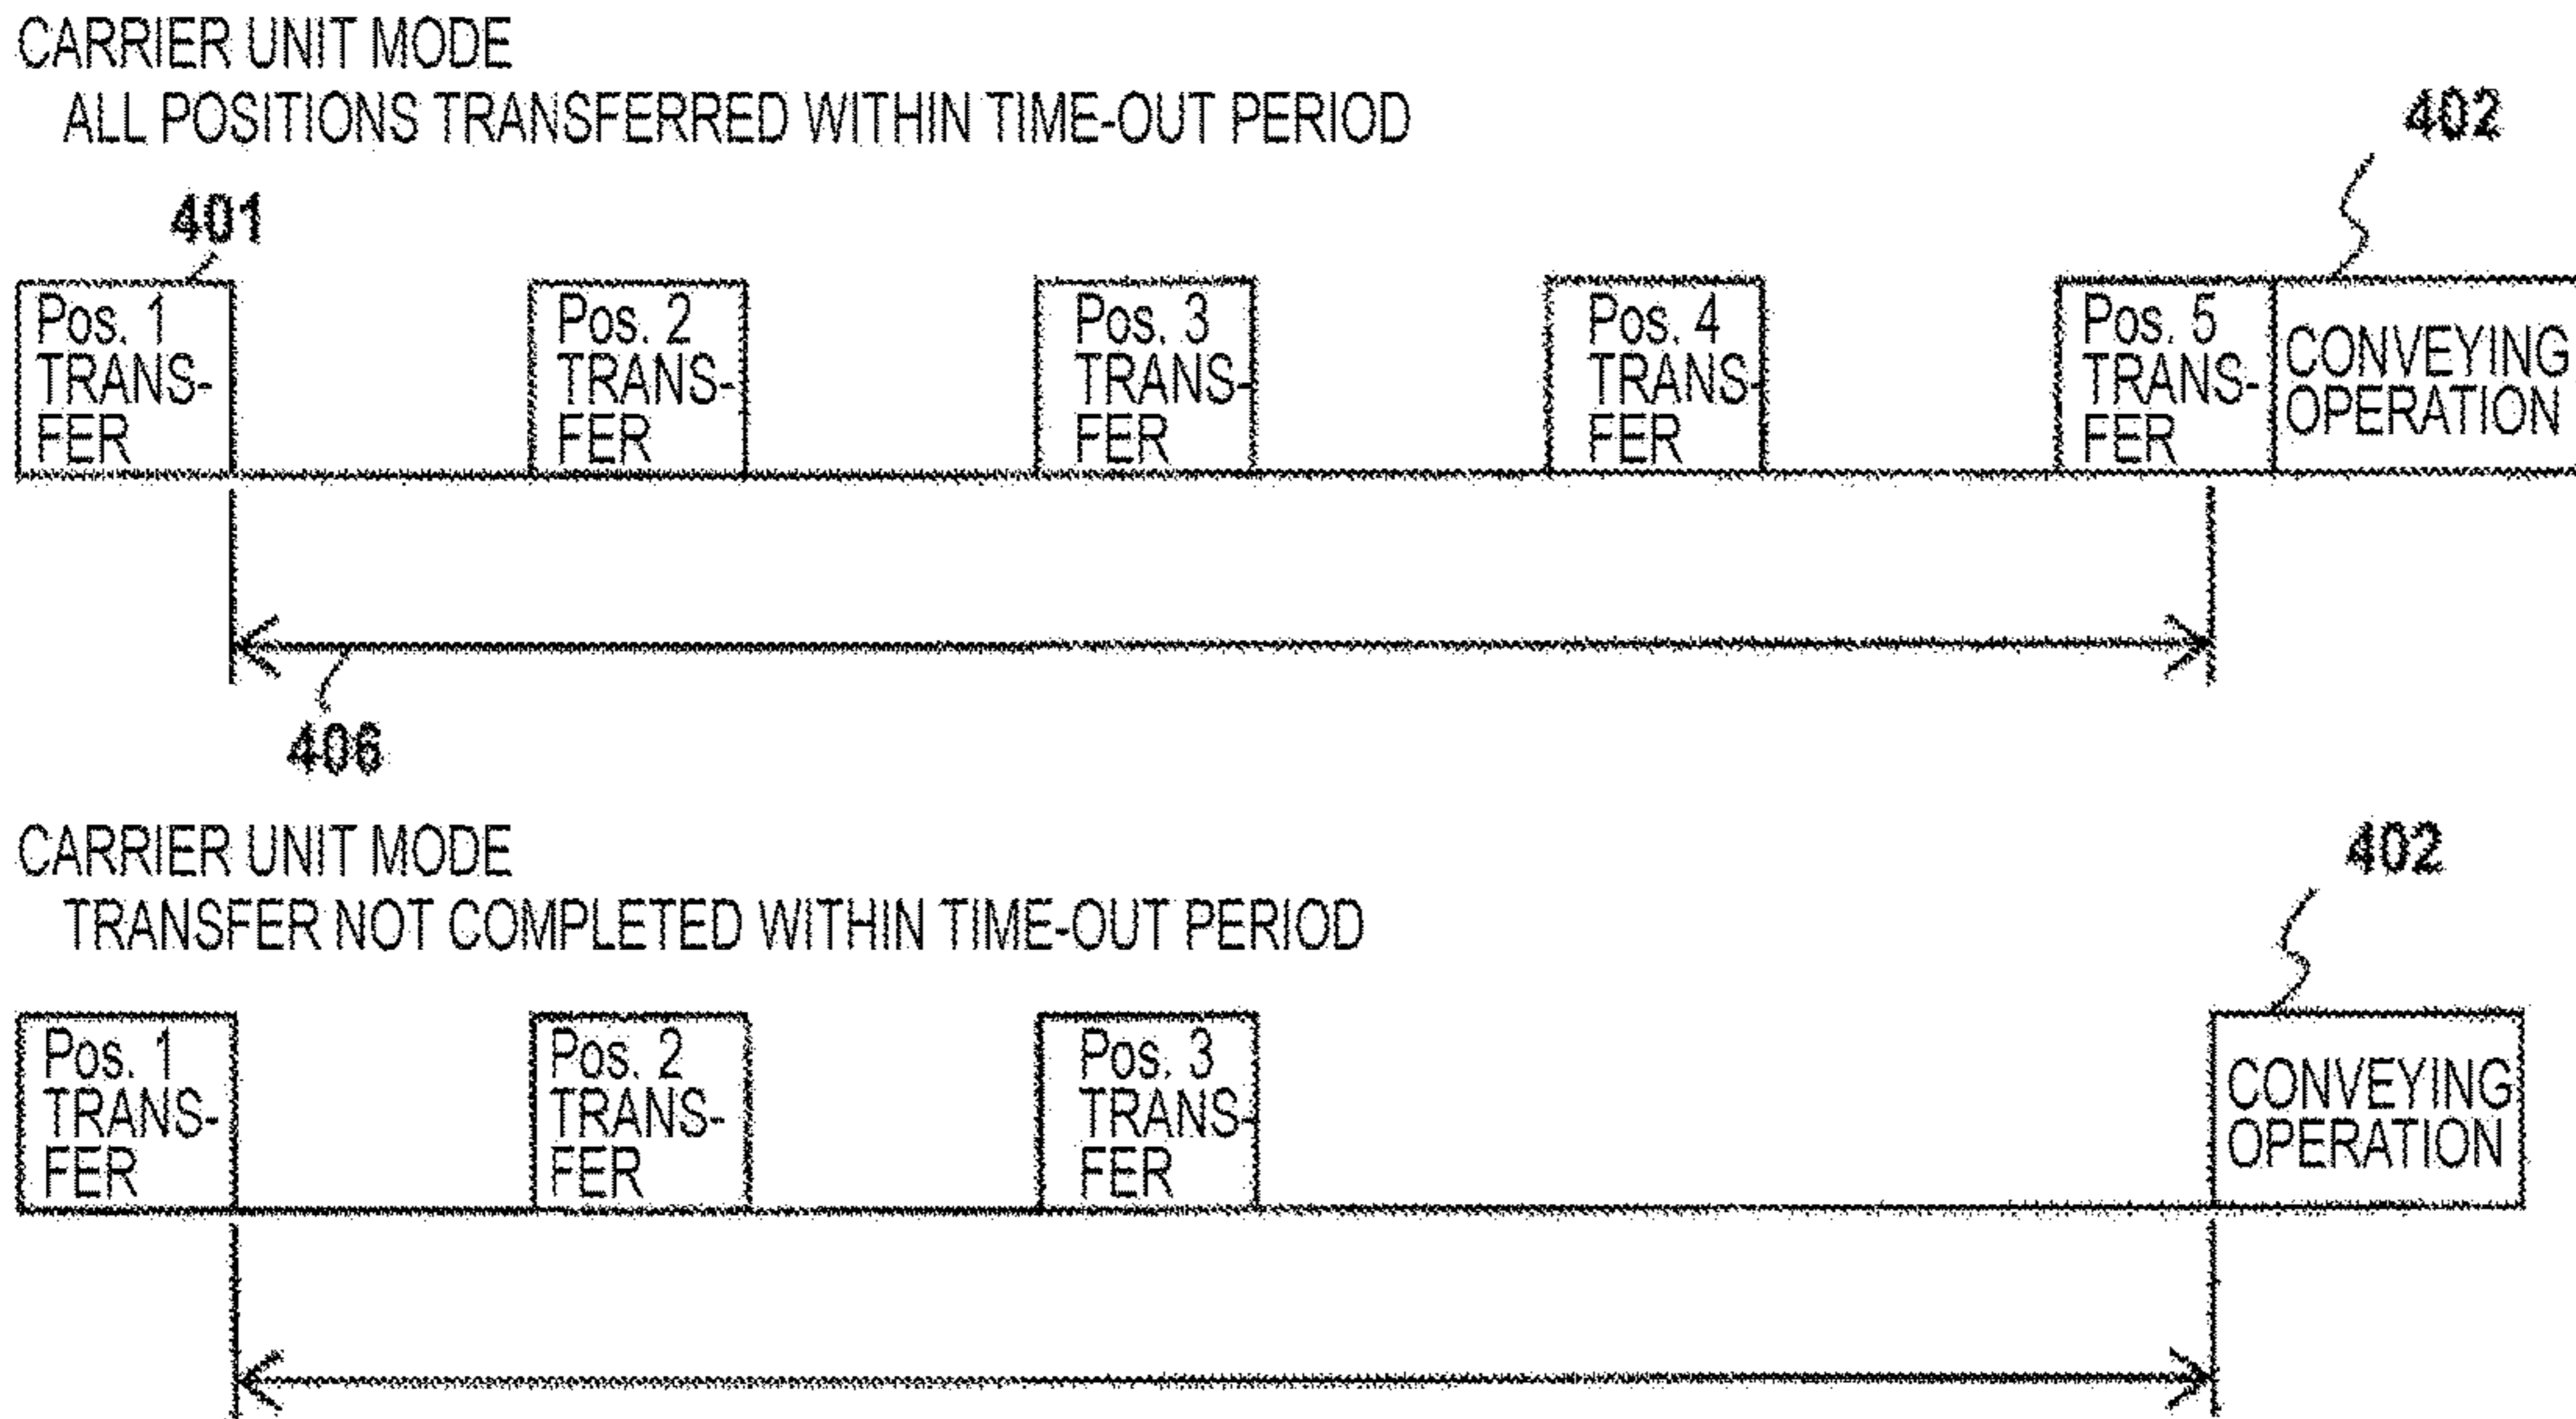 CARRIER UNIT MODE
ALL POSITIONS TRANSFERRED WITHIN TIME-OUT PERIOD
402
401
Pos. 1
TRANS-
FER
Pos. 2
TRANS-
FER
Pos. 3
TRANS-
FER
Pos. 4
TRANS-
FER
Pos. 5
TRANS-
FER
CONVEYING
OPERATION
406
CARRIER UNIT MODE
TRANSFER NOT COMPLETED WITHIN TIME-OUT PERIOD
402
Pos. 1
TRANS-
FER
Pos. 2
TRANS-
FER
Pos. 3
TRANS-
FER
CONVEYING
OPERATION